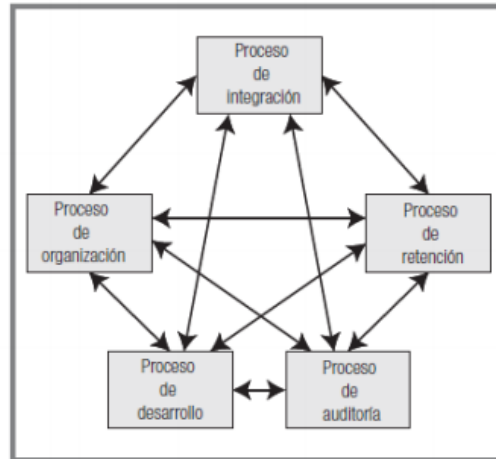 Proceso
de
integración
Proceso
de
organización
Proceso
de
retención
Proceso
de
desarrollo
Proceso
de
auditoría